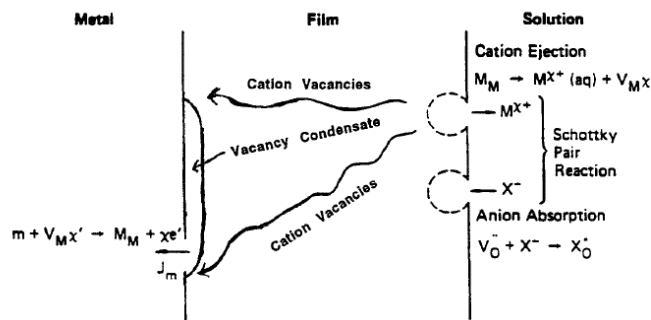 Metal
Film
Solution
Cation Ejection
M_M → M^χ+ (aq) + V_M χ
Cation Vacancies
→ M^χ+
Vacancy Condensate
Schottky
Pair
Reaction
← X^-
Cation Vacancies
Anion Absorption
m + V_M^χ′ → M_M + χe′
V_O^¨ + X^- → X_O^•
J_m